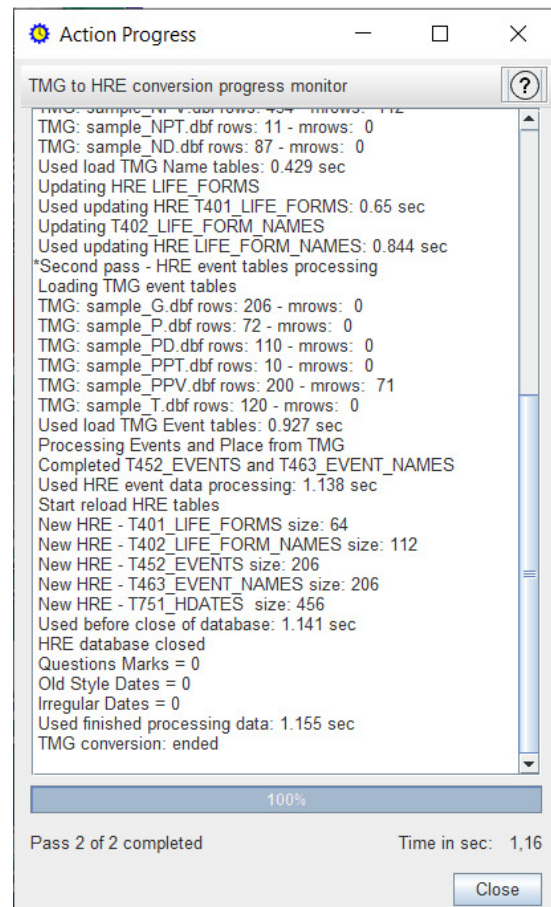 Action Progress
TMG to HRE conversion progress monitor
?
TMG: sample_NPV.dbf rows: 454 - mrows: 112
TMG: sample_NPT.dbf rows: 11 - mrows: 0
TMG: sample_ND.dbf rows: 87 - mrows: 0
Used load TMG Name tables: 0.429 sec
Updating HRE LIFE_FORMS
Used updating HRE T401_LIFE_FORMS: 0.65 sec
Updating T402_LIFE_FORM_NAMES
Used updating HRE LIFE_FORM_NAMES: 0.844 sec
*Second pass - HRE event tables processing
Loading TMG event tables
TMG: sample_G.dbf rows: 206 - mrows: 0
TMG: sample_P.dbf rows: 72 - mrows: 0
TMG: sample_PD.dbf rows: 110 - mrows: 0
TMG: sample_PPT.dbf rows: 10 - mrows: 0
TMG: sample_PPV.dbf rows: 200 - mrows: 71
TMG: sample_T.dbf rows: 120 - mrows: 0
Used load TMG Event tables: 0.927 sec
Processing Events and Place from TMG
Completed T452_EVENTS and T463_EVENT_NAMES
Used HRE event data processing: 1.138 sec
Start reload HRE tables
New HRE - T401_LIFE_FORMS size: 64
New HRE - T402_LIFE_FORM_NAMES size: 112
New HRE - T452_EVENTS size: 206
New HRE - T463_EVENT_NAMES size: 206
New HRE - T751_HDATES size: 456
Used before close of database: 1.141 sec
HRE database closed
Questions Marks = 0
Old Style Dates = 0
Irregular Dates = 0
Used finished processing data: 1.155 sec
TMG conversion: ended
100%
Pass 2 of 2 completed
Time in sec: 1,16
Close